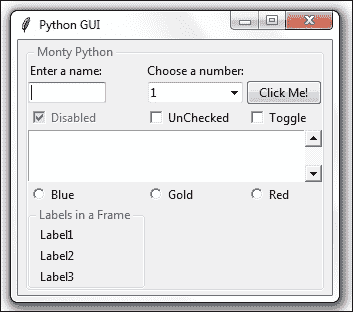 Python GUI
Monty Python
Enter a name: Choose a number:
1 Click Me!
Disabled UnChecked Toggle
Blue Gold Red
Labels in a Frame
Label1
Label2
Label3